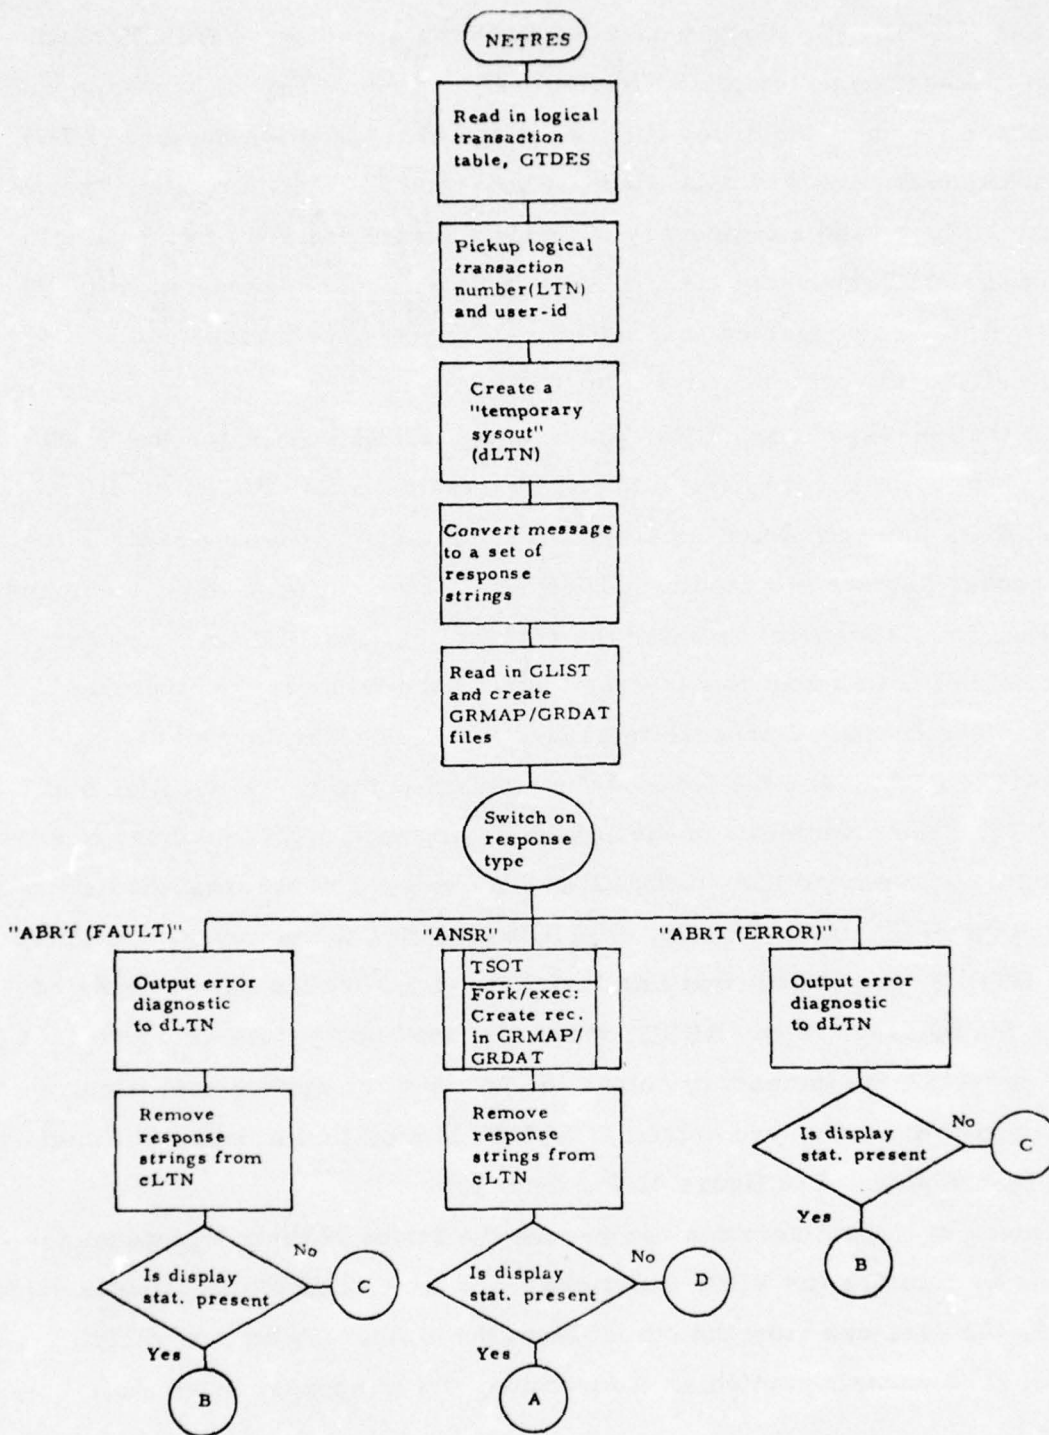 NETRES
Read in logical
transaction
table, GTDES
Pickup logical
transaction
number(LTN)
and user-id
Create a
"temporary
sysout"
(dLTN)
Convert message
to a set of
response
strings
Read in GLIST
and create
GRMAP/GRDAT
files
Switch on
response
type
"ABRT (FAULT)"
Output error
diagnostic
to dLTN
Remove
response
strings from
cLTN
Is display
stat. present
No
C
Yes
B
"ANSR"
TSOT
Fork/exec:
Create rec.
in GRMAP/
GRDAT
Remove
response
strings from
cLTN
Is display
stat. present
No
D
Yes
A
"ABRT (ERROR)"
Output error
diagnostic
to dLTN
Is display
stat. present
No
C
Yes
B